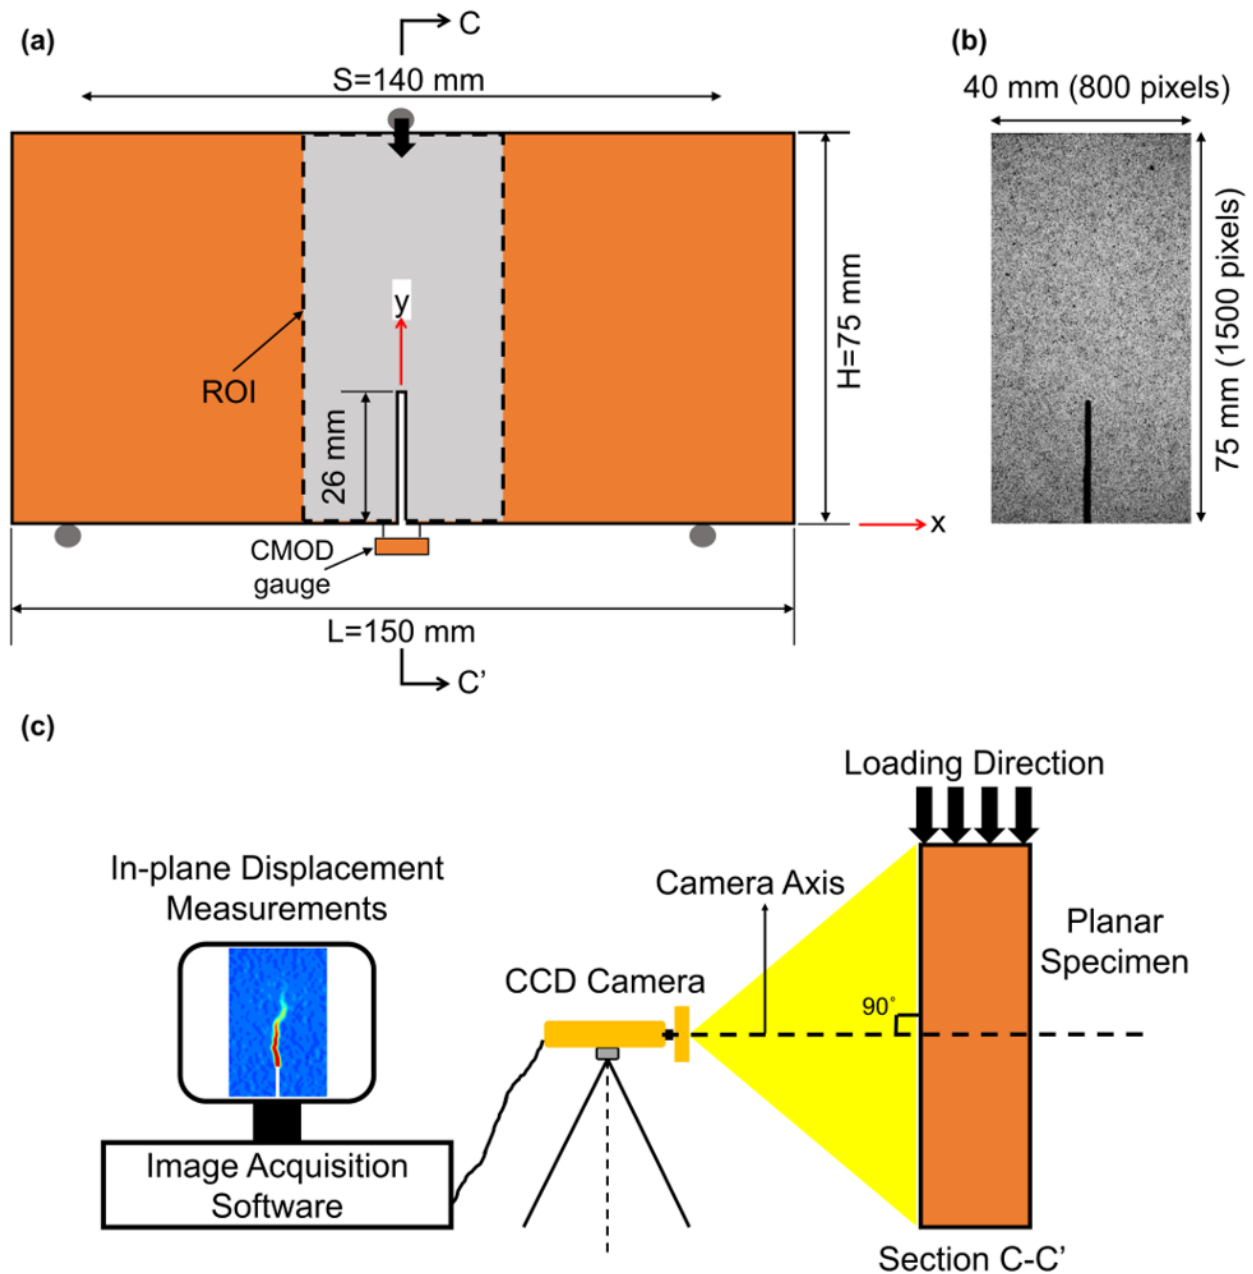 (a)
C
S=140 mm
y
ROI
26 mm
H=75 mm
x
CMOD
gauge
L=150 mm
C’
(b)
40 mm (800 pixels)
75 mm (1500 pixels)
(c)
Loading Direction
In-plane Displacement
Measurements
Camera Axis
Planar
Specimen
CCD Camera
90°
Image Acquisition
Software
Section C-C’